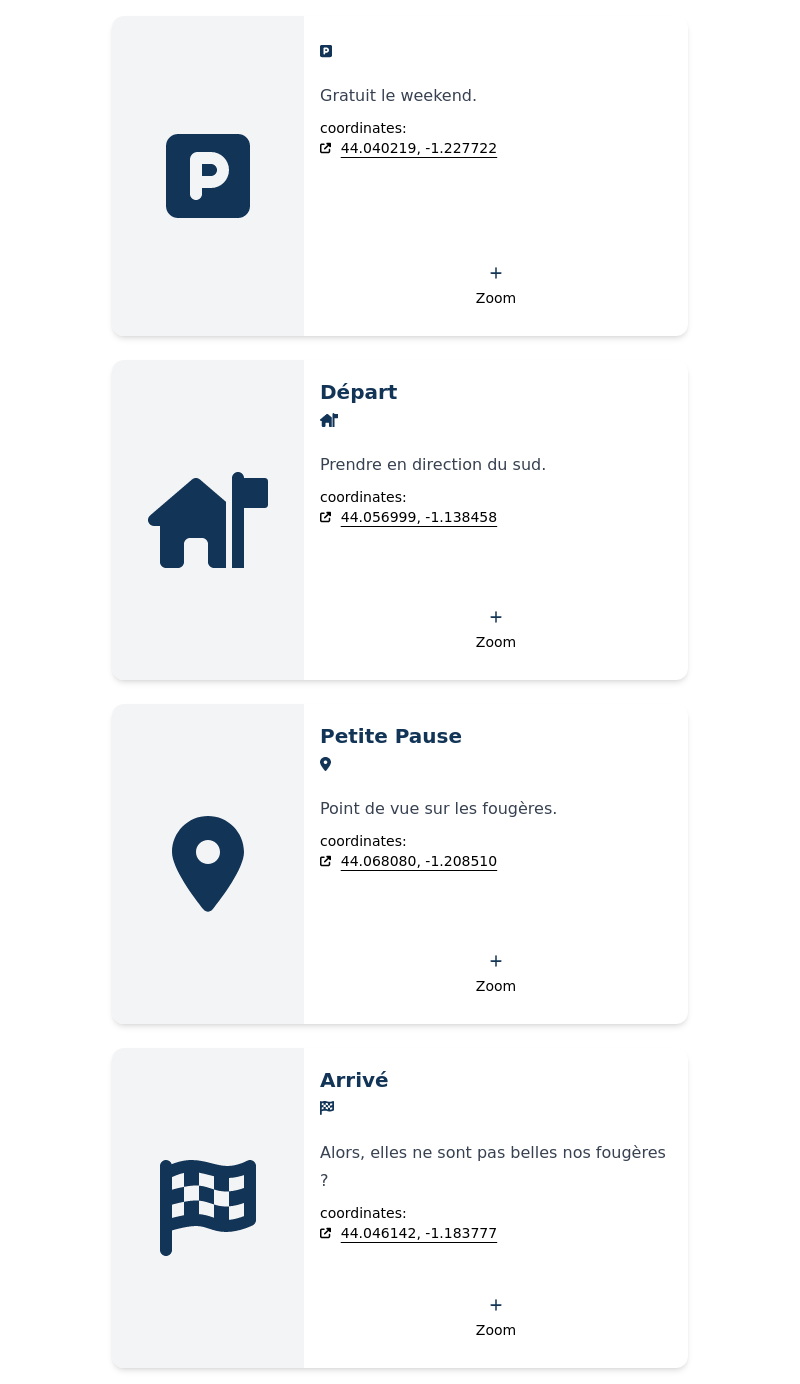 Gratuit le weekend.
coordinates:
44.040219, -1.227722
Zoom
Départ
Prendre en direction du sud.
coordinates:
44.056999, -1.138458
Zoom
Petite Pause
Point de vue sur les fougères.
coordinates:
44.068080, -1.208510
Zoom
Arrivé
Alors, elles ne sont pas belles nos fougères
?
coordinates:
44.046142, -1.183777
Zoom